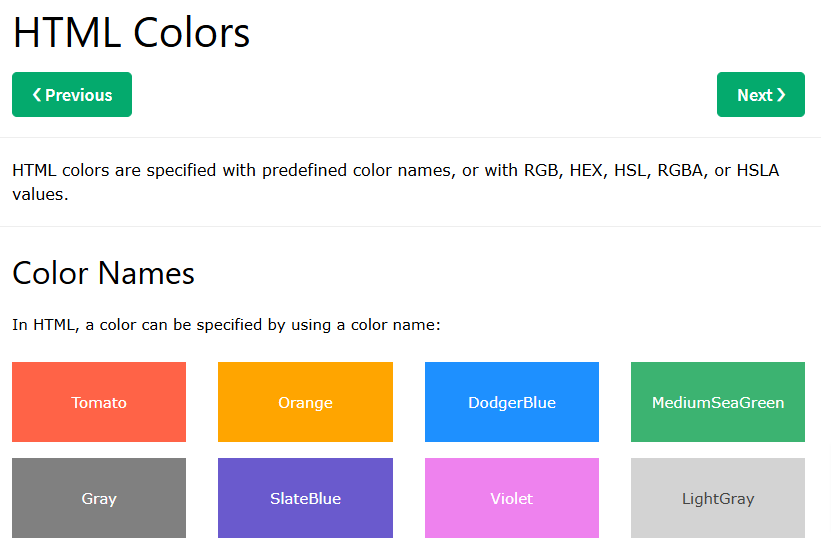 HTML Colors
❮ Previous
Next ❯
HTML colors are specified with predefined color names, or with RGB, HEX, HSL, RGBA, or HSLA
values.
Color Names
In HTML, a color can be specified by using a color name:
Tomato
Orange
DodgerBlue
MediumSeaGreen
Gray
SlateBlue
Violet
LightGray